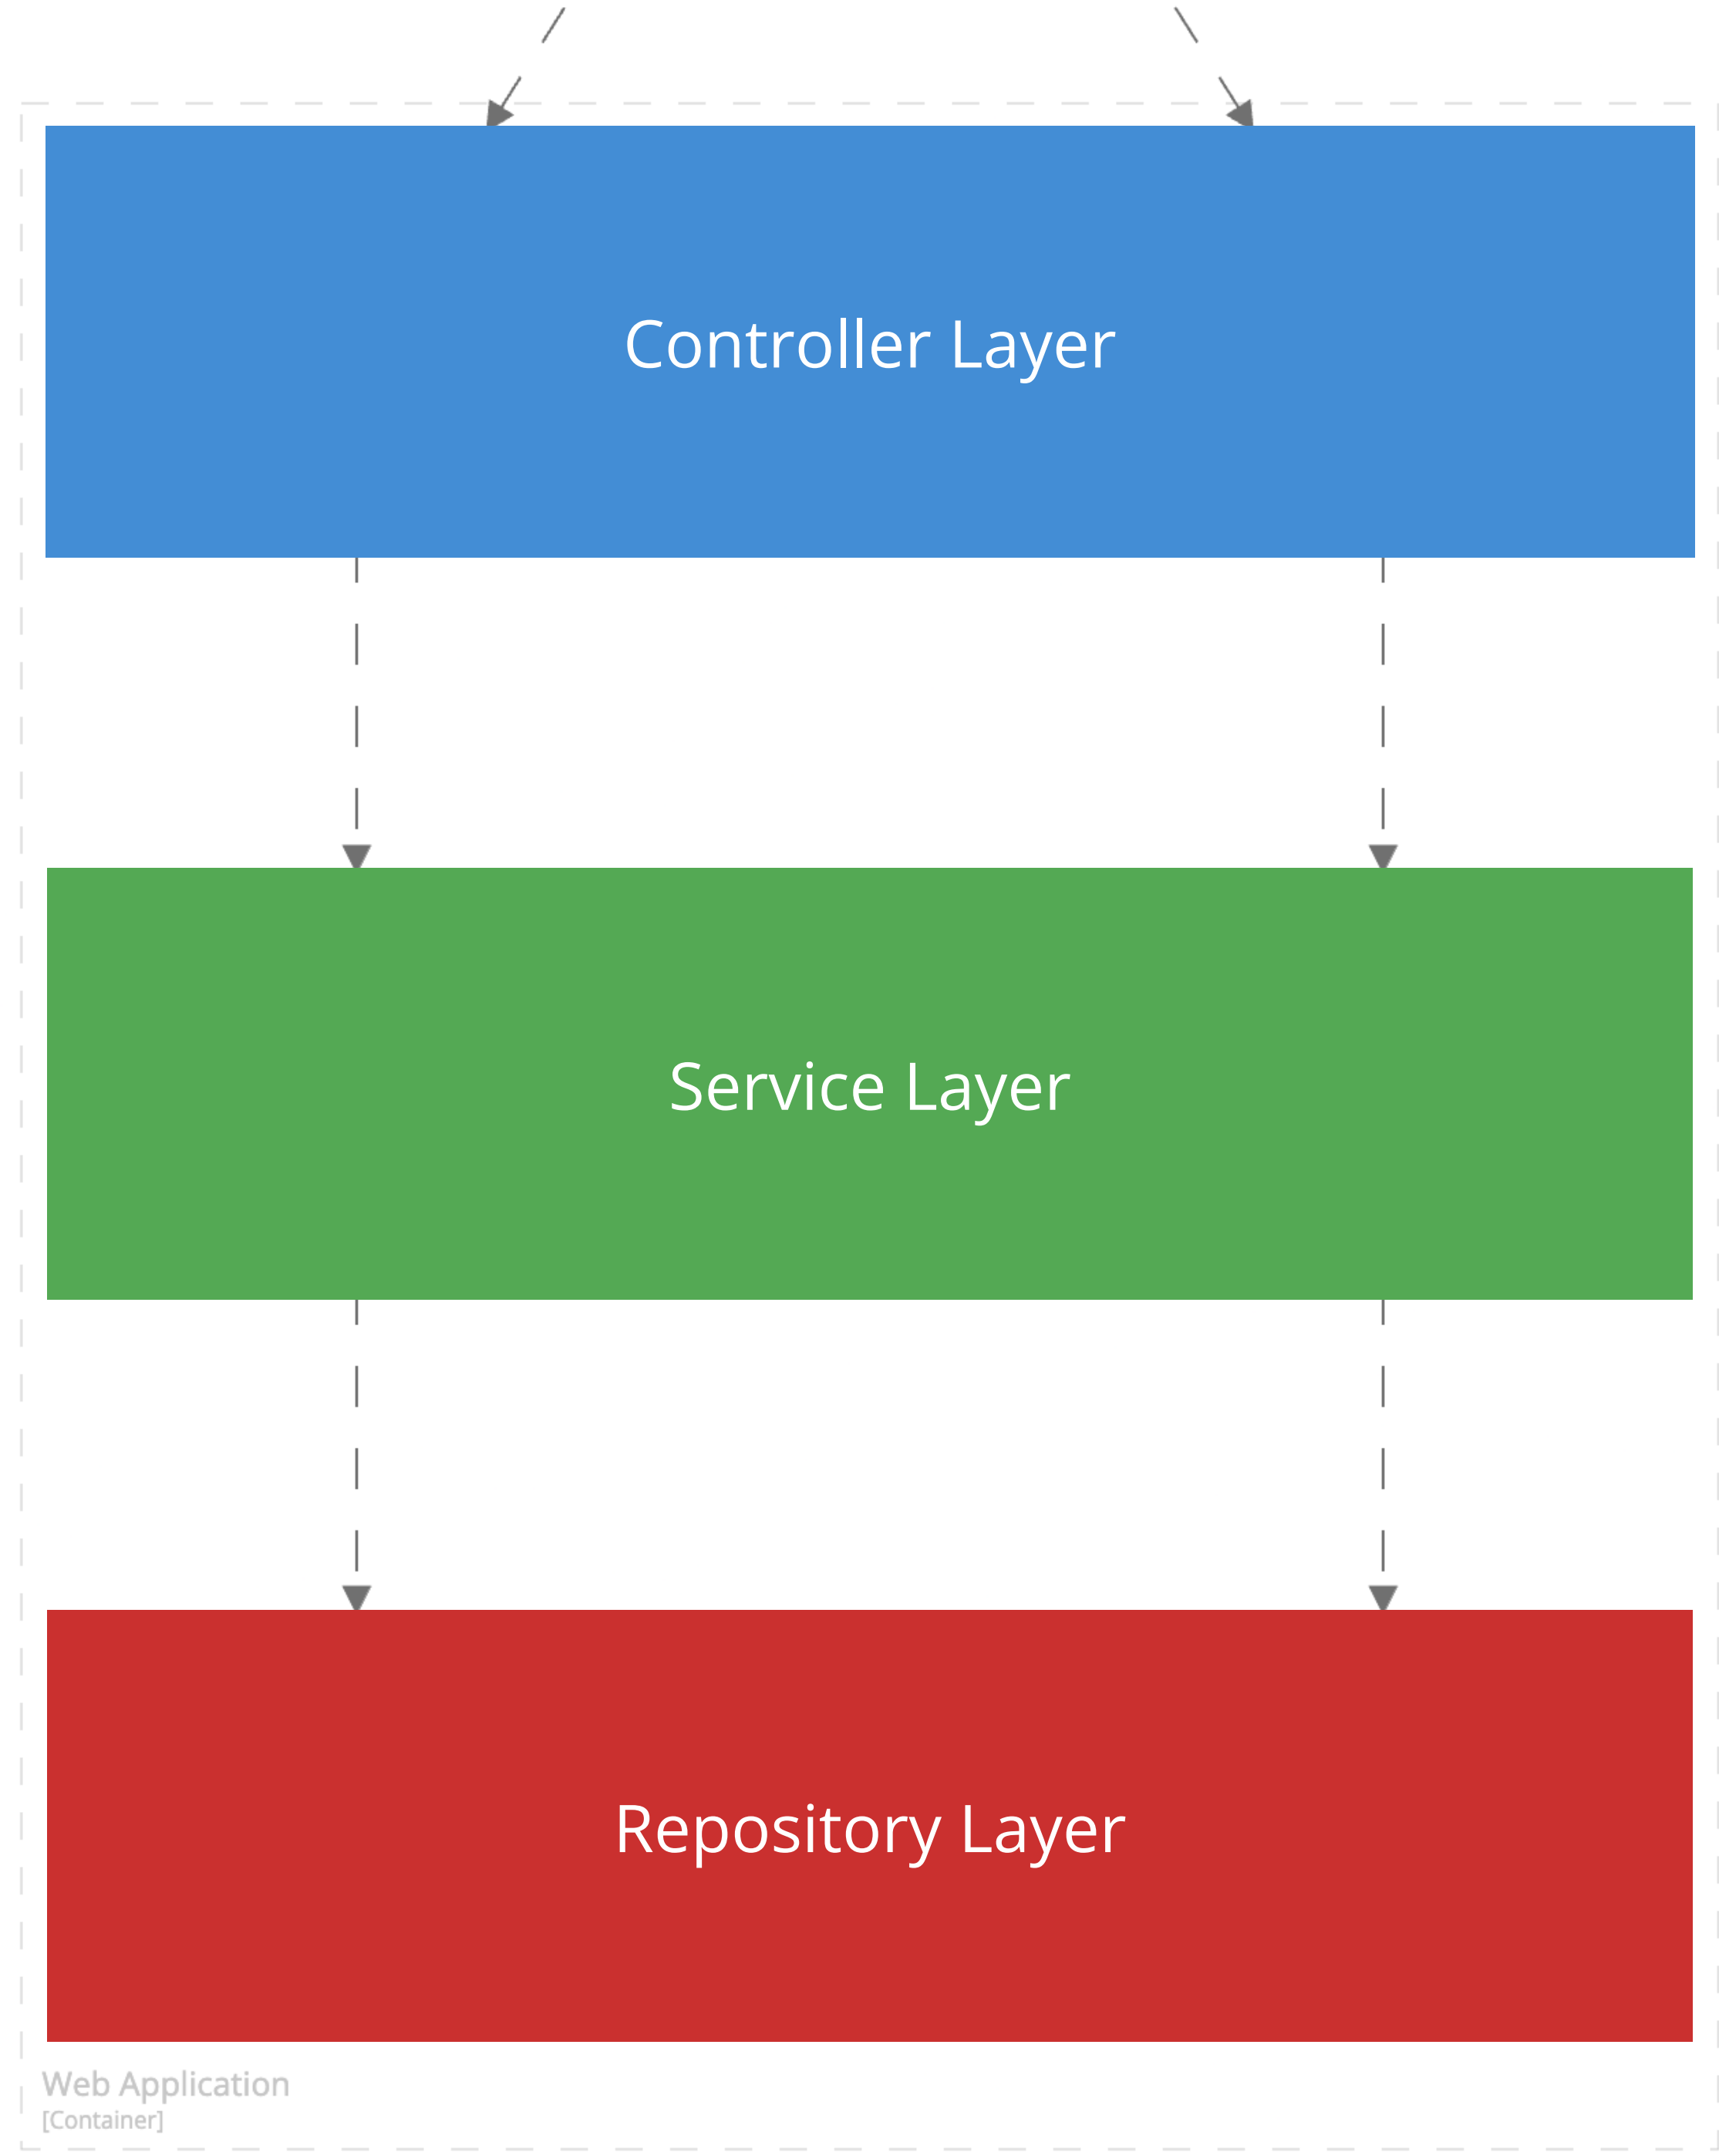 Controller Layer
Service Layer
Repository Layer
Web Application
[Container]